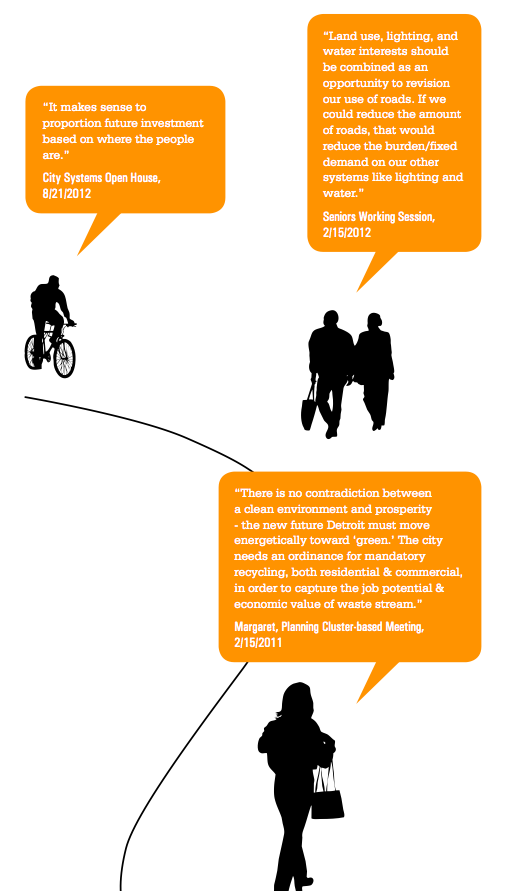 “It makes sense to
proportion future investment
based on where the people
are.”
City Systems Open House,
8/21/2012
“Land use, lighting, and
water interests should
be combined as an
opportunity to revision
our use of roads. If we
could reduce the amount
of roads, that would
reduce the burden/fixed
demand on our other
systems like lighting and
water.”
Seniors Working Session,
2/15/2012
“There is no contradiction between
a clean environment and prosperity
- the new future Detroit must move
energetically toward ‘green.’ The city
needs an ordinance for mandatory
recycling, both residential & commercial,
in order to capture the job potential &
economic value of waste stream.”
Margaret, Planning Cluster-based Meeting,
2/15/2011